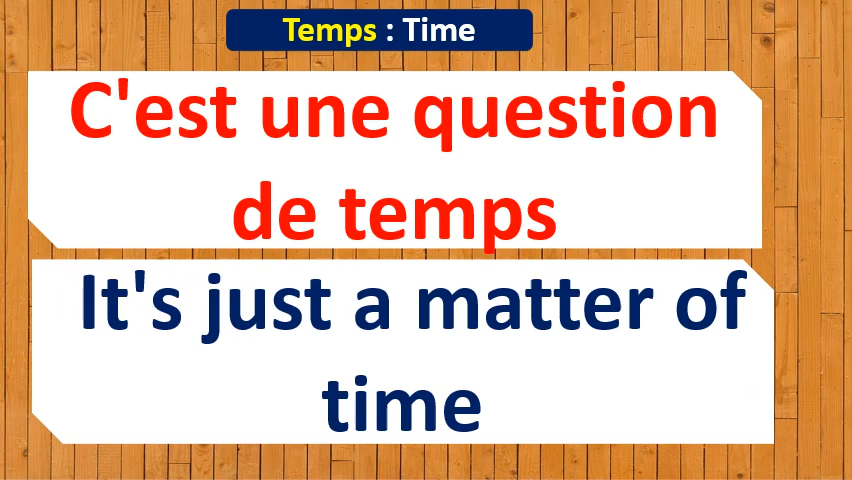 Temps : Time
C'est une question
de temps
It's just a matter of
time